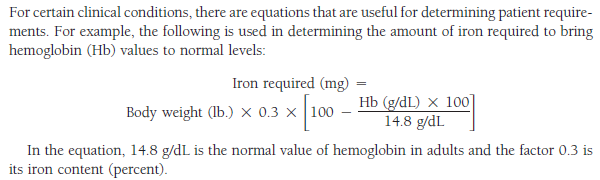 For certain clinical conditions, there are equations that are useful for determining patient require-
ments. For example, the following is used in determining the amount of iron required to bring
hemoglobin (Hb) values to normal levels:
Iron required (mg) =
Body weight (lb.) × 0.3 × [100 − Hb (g/dL) × 100 / 14.8 g/dL]
In the equation, 14.8 g/dL is the normal value of hemoglobin in adults and the factor 0.3 is
its iron content (percent).